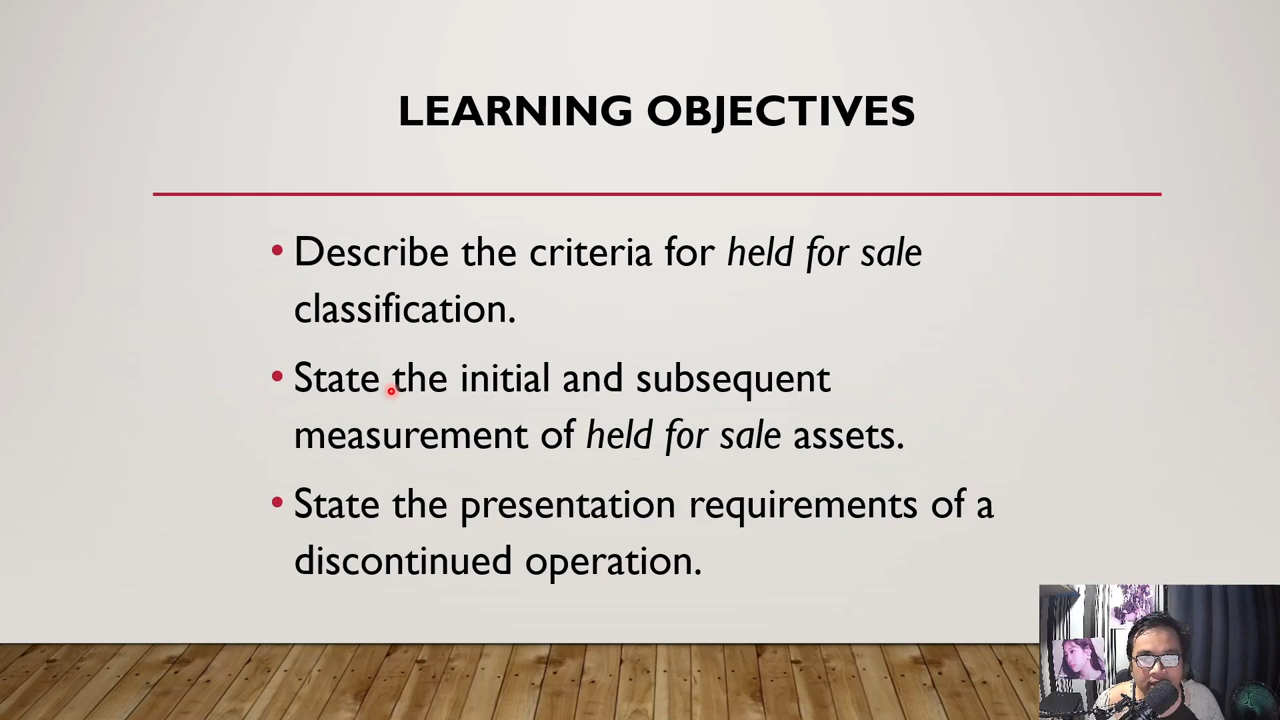 LEARNING OBJECTIVES
• Describe the criteria for held for sale
classification.
• State the initial and subsequent
measurement of held for sale assets.
• State the presentation requirements of a
discontinued operation.